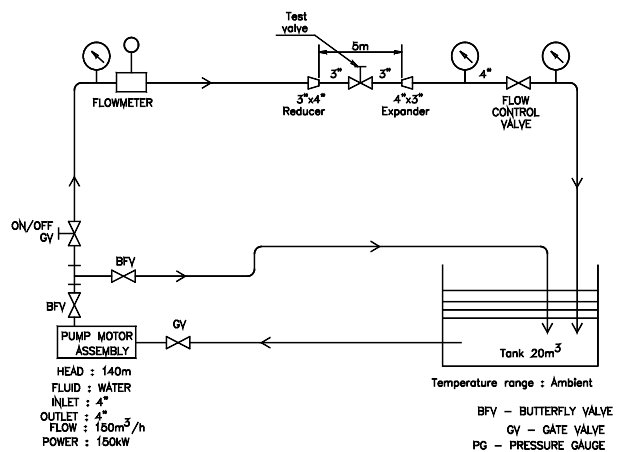 Test
valve
5m
3"
3"
4"
FLOWMETER
3"x4"
Reducer
4"x3"
Expander
FLOW
CONTROL
VALVE
ON/OFF
GV
BFV
BFV
PUMP MOTOR
ASSEMBLY
GV
Tank 20m3
HEAD : 140m
FLUID : WATER
INLET : 4"
OUTLET : 4"
FLOW : 150m3/h
POWER : 150kW
Temperature range : Ambient
BFV - BUTTERFLY VALVE
GV - GATE VALVE
PG - PRESSURE GAUGE